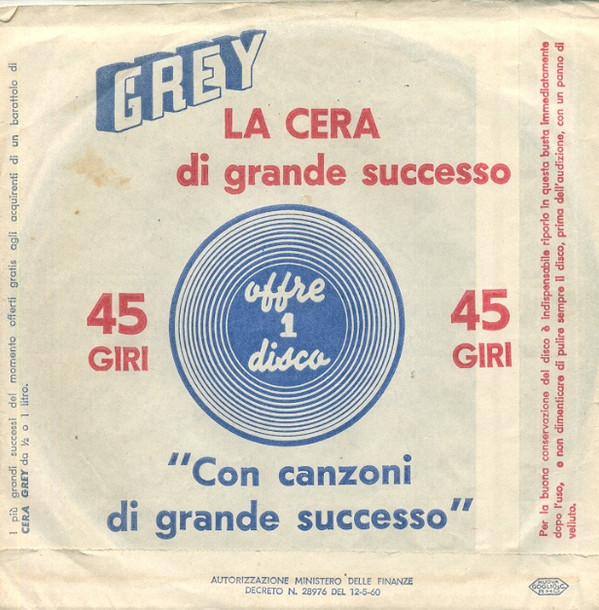 GREY
LA CERA
di grande successo
offre
1
disco
45
GIRI
45
GIRI
"Con canzoni
di grande successo"
I più grandi successi del momento offerti gratis agli acquirenti di un barattolo di
CERA GREY da ½ o 1 litro.
Per la buona conservazione del disco è indispensabile riporlo in questa busta immediatamente
dopo l'uso, e non dimenticare di pulire sempre il disco, prima dell'audizione, con un panno di
velluto.
AUTORIZZAZIONE MINISTERO DELLE FINANZE
DECRETO N. 28976 DEL 12-5-60
NUOVA
GOGLIO & C.